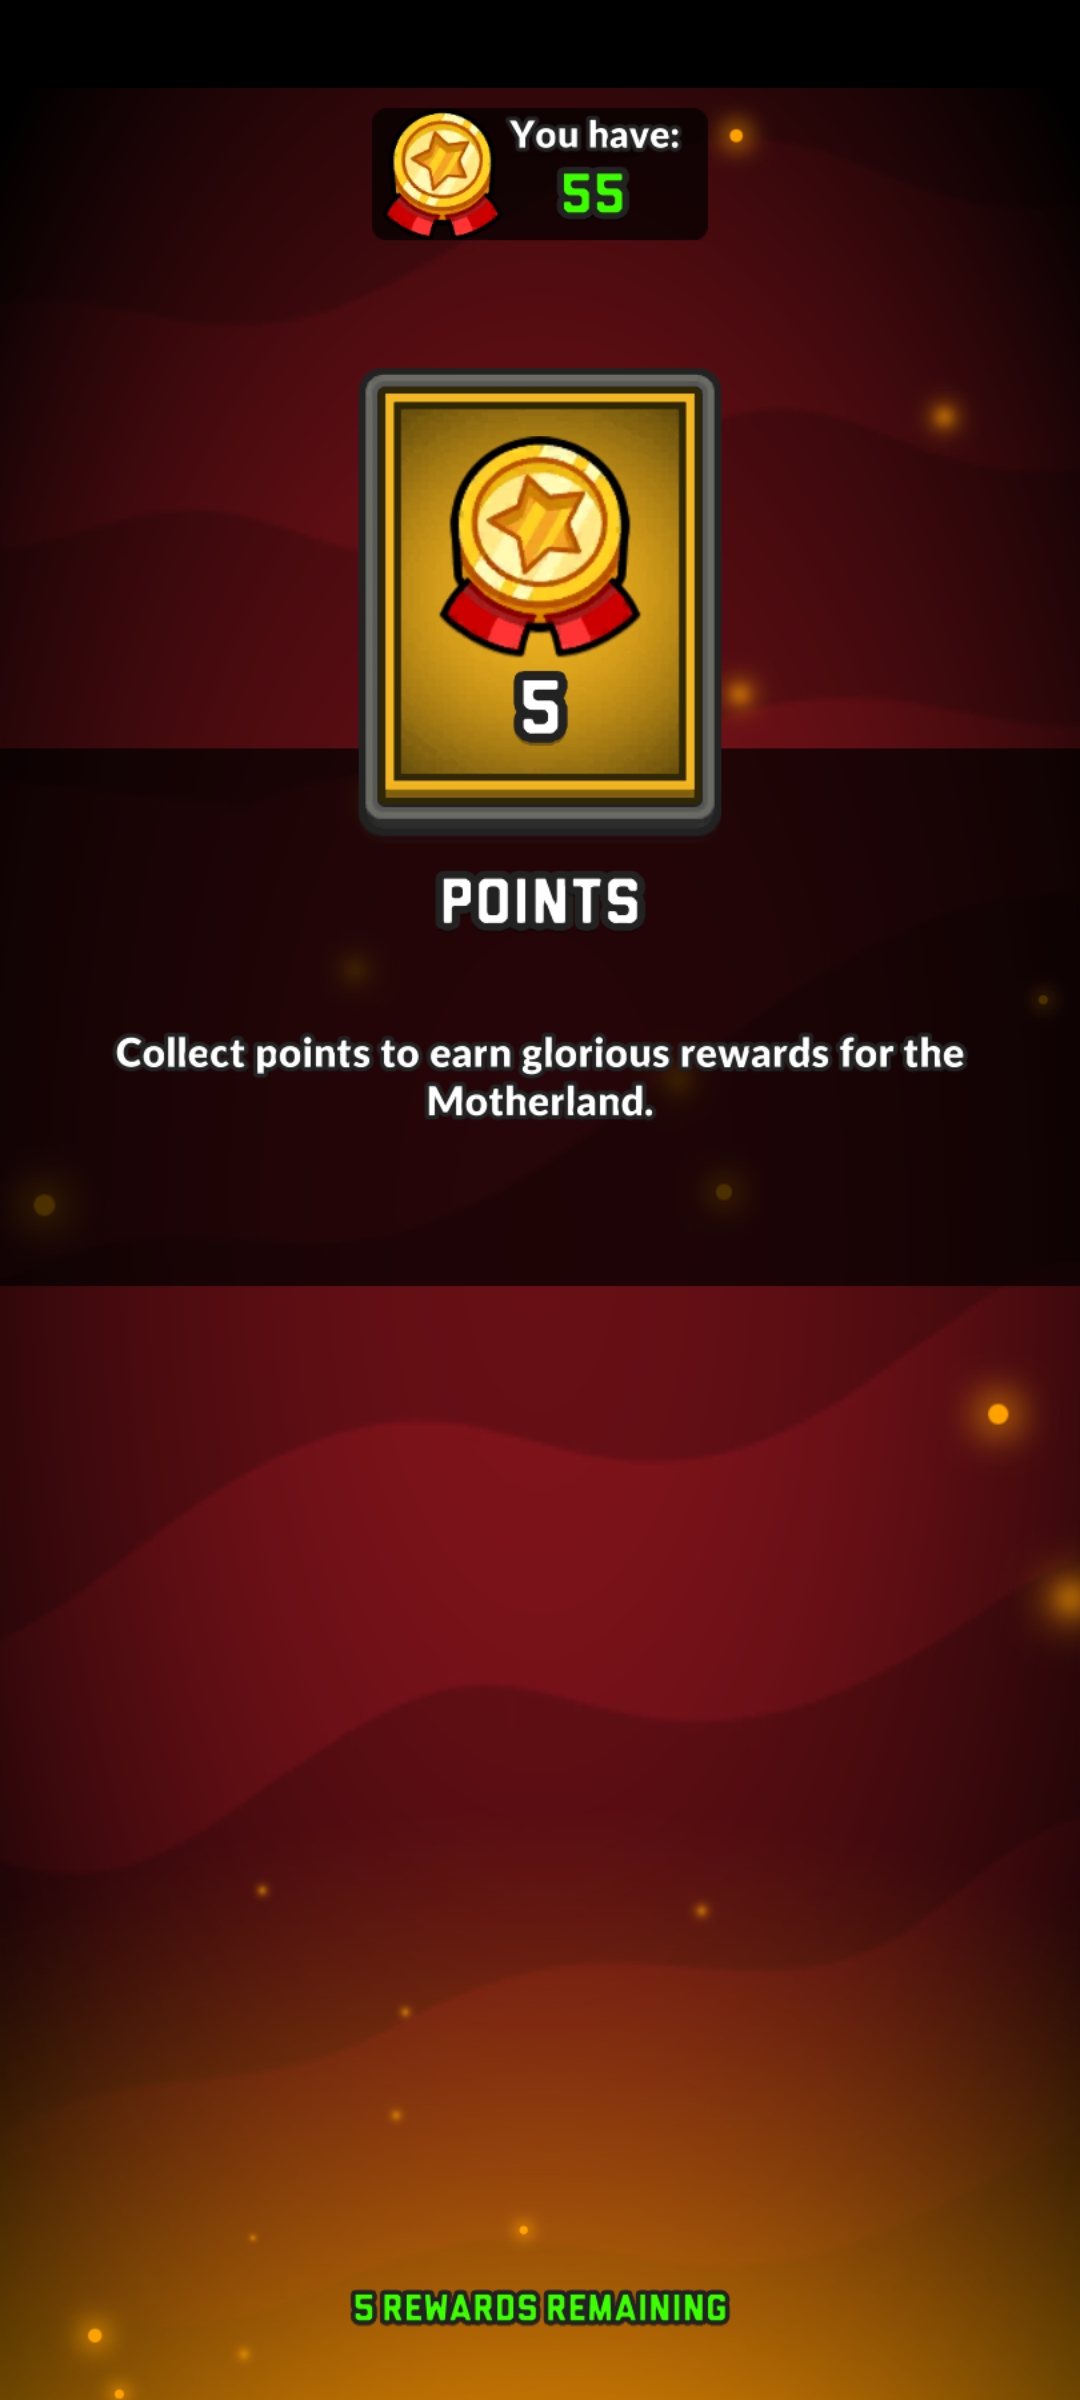 You have:
55
5
POINTS
Collect points to earn glorious rewards for the
Motherland.
5 REWARDS REMAINING